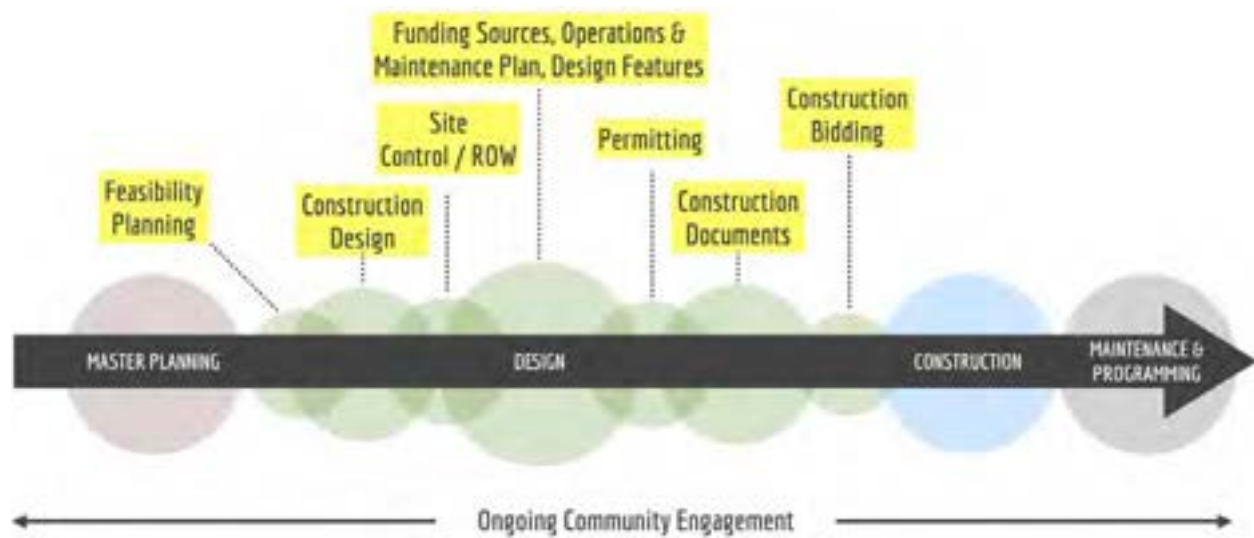 Funding Sources, Operations &
Maintenance Plan, Design Features
Construction
Bidding
Site
Control / ROW
Permitting
Feasibility
Planning
Construction
Design
Construction
Documents
MASTER PLANNING
DESIGN
CONSTRUCTION
MAINTENANCE &
PROGRAMMING
Ongoing Community Engagement